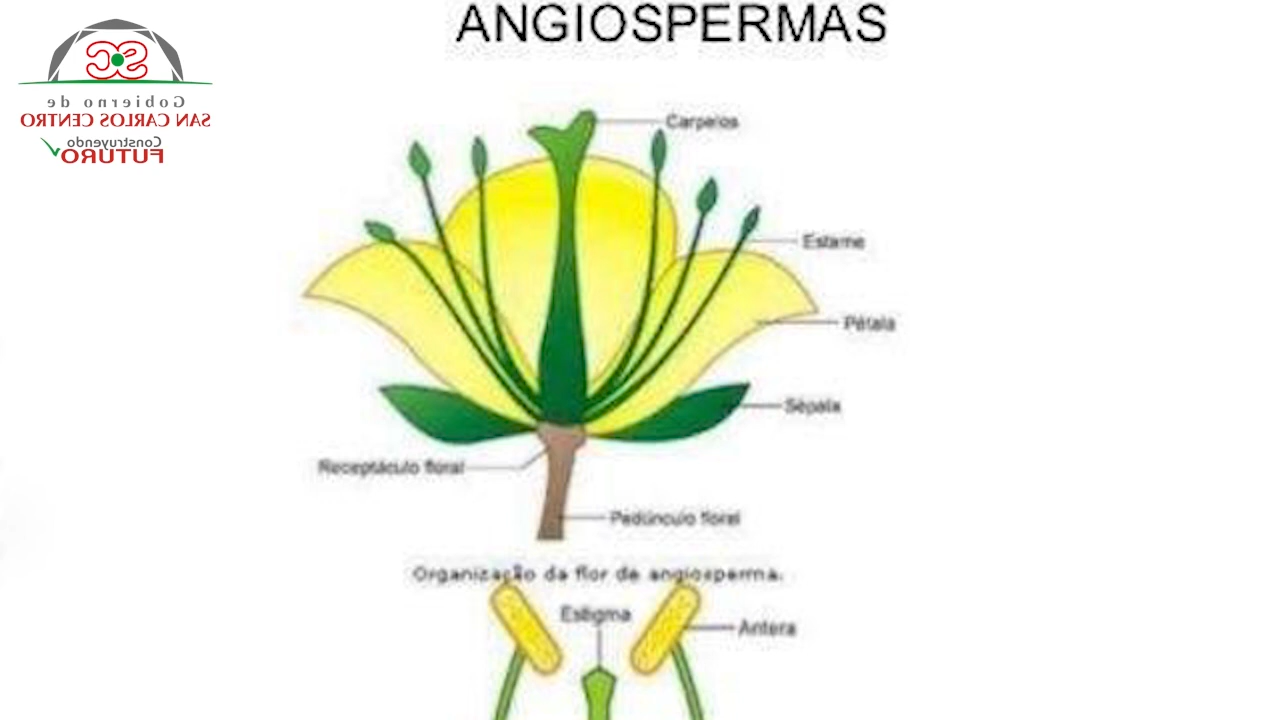 ANGIOSPERMAS
Gobierno de
SAN CARLOS CENTRO
Construyendo
FUTURO
Carpelos
Estame
Pétala
Sépala
Receptáculo floral
Pedúnculo floral
Organização da flor de angiosperma.
Estigma
Antera